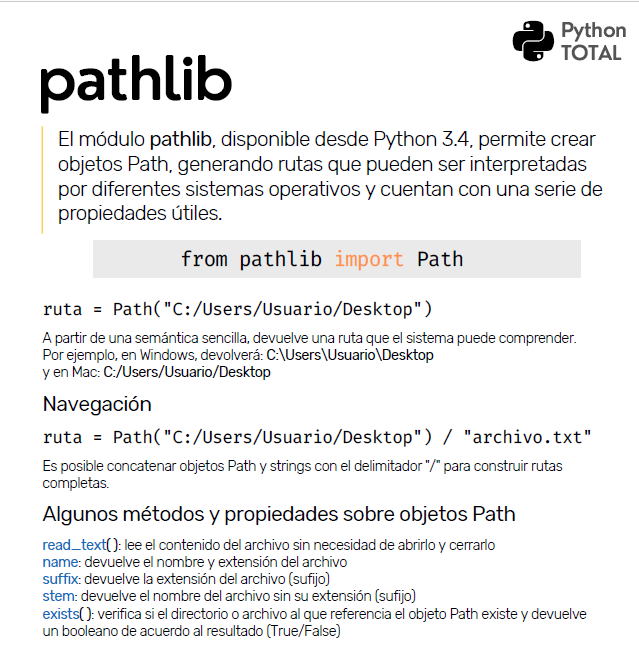 Python
TOTAL
pathlib
El módulo pathlib, disponible desde Python 3.4, permite crear
objetos Path, generando rutas que pueden ser interpretadas
por diferentes sistemas operativos y cuentan con una serie de
propiedades útiles.
from pathlib import Path
ruta = Path("C:/Users/Usuario/Desktop")
A partir de una semántica sencilla, devuelve una ruta que el sistema puede comprender.
Por ejemplo, en Windows, devolverá: C:\Users\Usuario\Desktop
y en Mac: C:/Users/Usuario/Desktop
Navegación
ruta = Path("C:/Users/Usuario/Desktop") / "archivo.txt"
Es posible concatenar objetos Path y strings con el delimitador "/" para construir rutas
completas.
Algunos métodos y propiedades sobre objetos Path
read_text( ): lee el contenido del archivo sin necesidad de abrirlo y cerrarlo
name: devuelve el nombre y extensión del archivo
suffix: devuelve la extensión del archivo (sufijo)
stem: devuelve el nombre del archivo sin su extensión (sufijo)
exists( ): verifica si el directorio o archivo al que referencia el objeto Path existe y devuelve
un booleano de acuerdo al resultado (True/False)